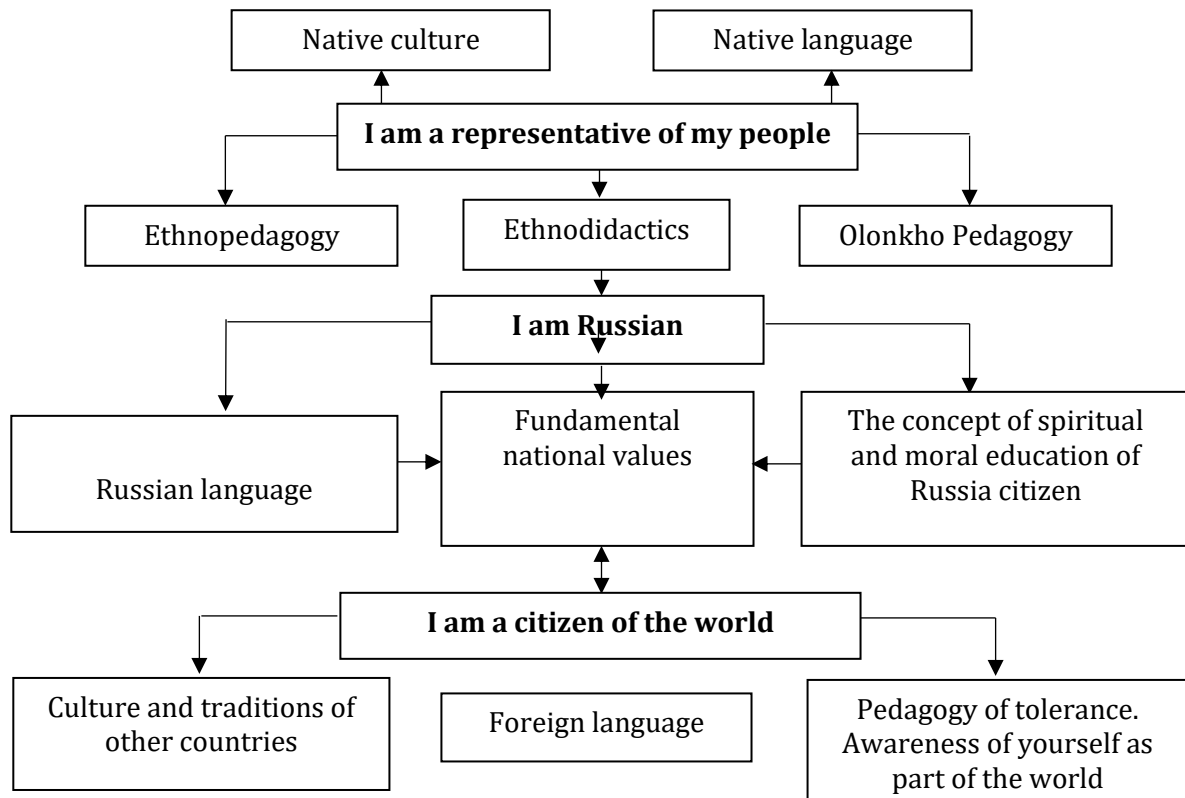 Native culture
Native language
I am a representative of my people
Ethnopedagogy
Ethnodidactics
Olonkho Pedagogy
I am Russian
Russian language
Fundamental
national values
The concept of spiritual
and moral education of
Russia citizen
I am a citizen of the world
Culture and traditions of
other countries
Foreign language
Pedagogy of tolerance.
Awareness of yourself as
part of the world